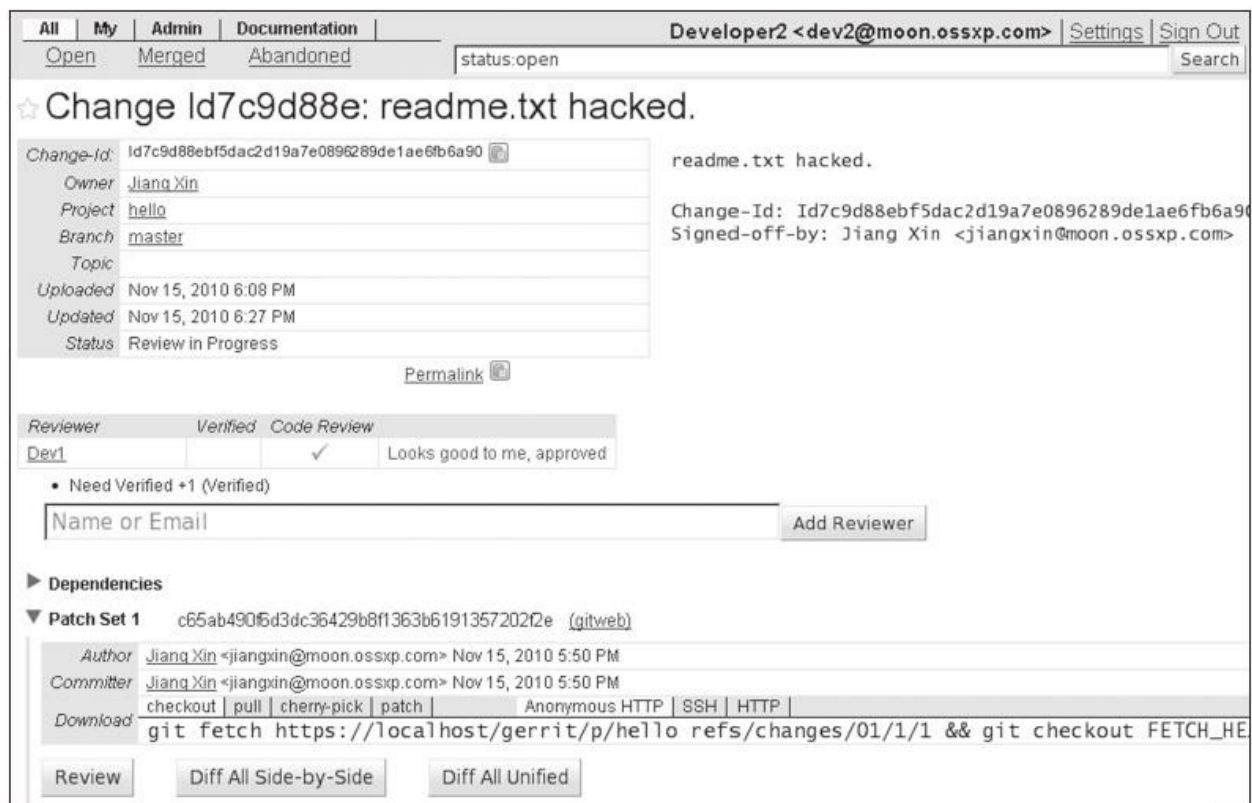 All | My | Admin | Documentation |
Developer2 <dev2@moon.ossxp.com> | Settings | Sign Out
Open Merged Abandoned
status:open Search
Change Id7c9d88e: readme.txt hacked.
Change-Id: Id7c9d88ebf5dac2d19a7e0896289de1ae6fb6a90
Owner Jiang Xin
Project hello
Branch master
Topic
Uploaded Nov 15, 2010 6:08 PM
Updated Nov 15, 2010 6:27 PM
Status Review in Progress
Permalink
readme.txt hacked.
Change-Id: Id7c9d88ebf5dac2d19a7e0896289de1ae6fb6a90
Signed-off-by: Jiang Xin <jiangxin@moon.ossxp.com>
Reviewer Verified Code Review
Dev1 ✓ Looks good to me, approved
• Need Verified +1 (Verified)
Name or Email Add Reviewer
Dependencies
Patch Set 1 c65ab490f6d3dc36429b8f1363b6191357202f2e (gitweb)
Author Jiang Xin <jiangxin@moon.ossxp.com> Nov 15, 2010 5:50 PM
Committer Jiang Xin <jiangxin@moon.ossxp.com> Nov 15, 2010 5:50 PM
Download checkout | pull | cherry-pick | patch | Anonymous HTTP | SSH | HTTP |
git fetch https://localhost/gerrit/p/hello refs/changes/01/1/1 && git checkout FETCH_HEA
Review Diff All Side-by-Side Diff All Unified